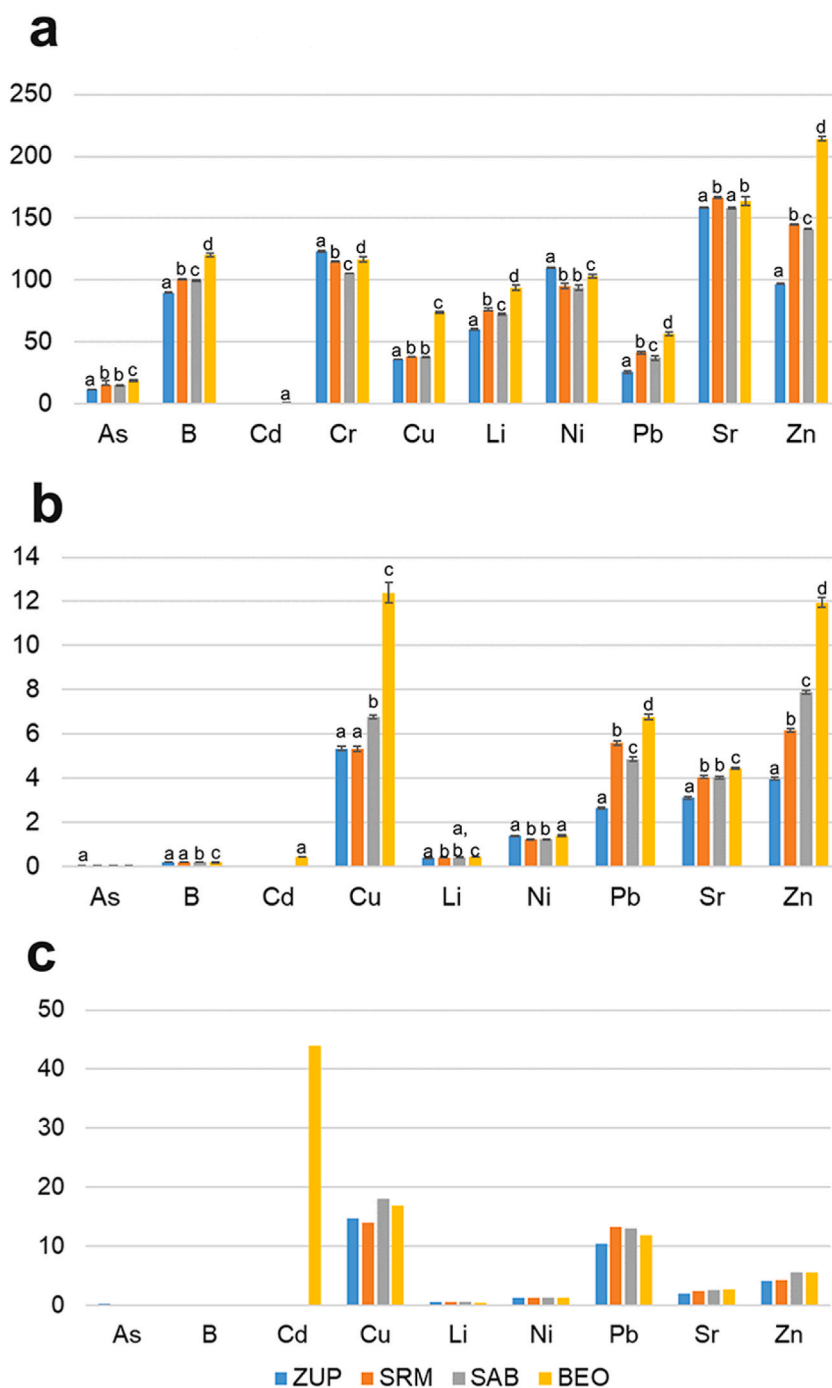 a
250
d
200
a b a b
150
b c
d
a b c d
a b c
a
b b c
d
100
a
c
a b c
d
a b c
50
a b b
a b b c
a
0
As B Cd Cr Cu Li Ni Pb Sr Zn
b
14
c
d
12
10
c
8
d
b
b
6
a a
c
b b c
a
4
a
a
2
a a b c
a
a,
a b b c
a b b a
a
0
As B Cd Cu Li Ni Pb Sr Zn
c
50
40
30
20
10
0
As B Cd Cu Li Ni Pb Sr Zn
ZUP SRM SAB BEO